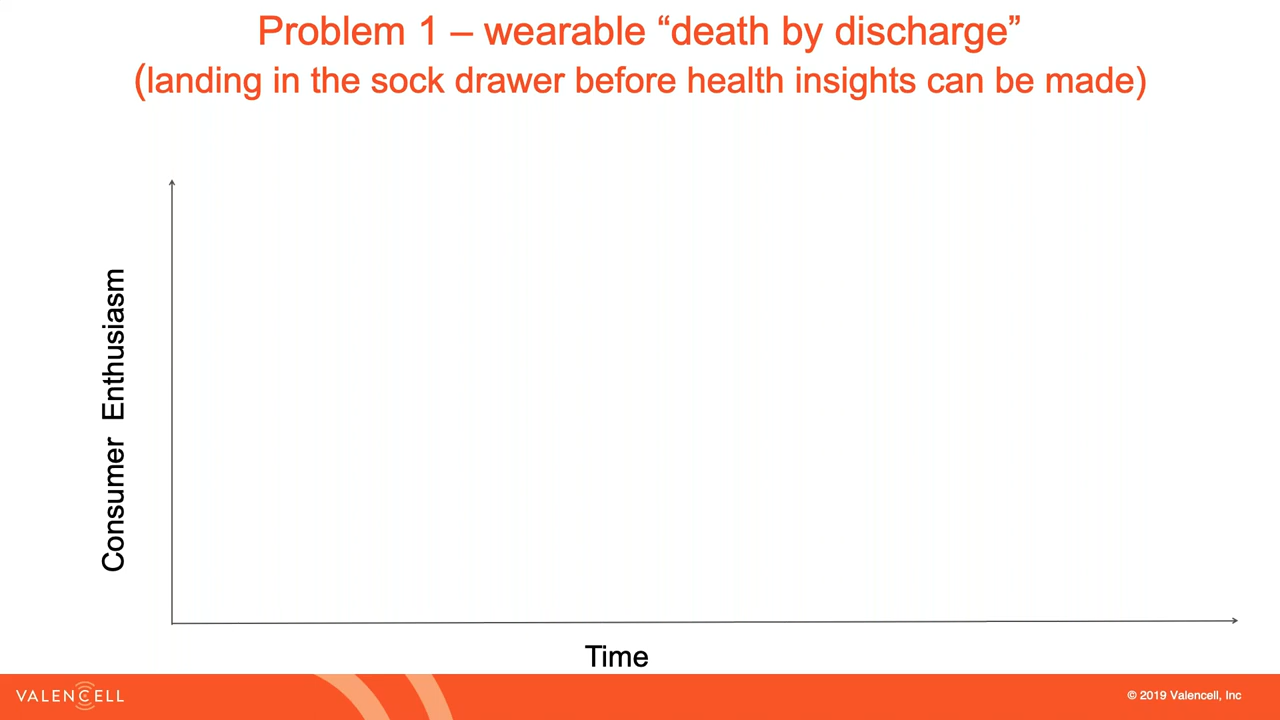 Problem 1 – wearable “death by discharge”
(landing in the sock drawer before health insights can be made)
Consumer Enthusiasm
Time
VALENCELL
© 2019 Valencell, Inc